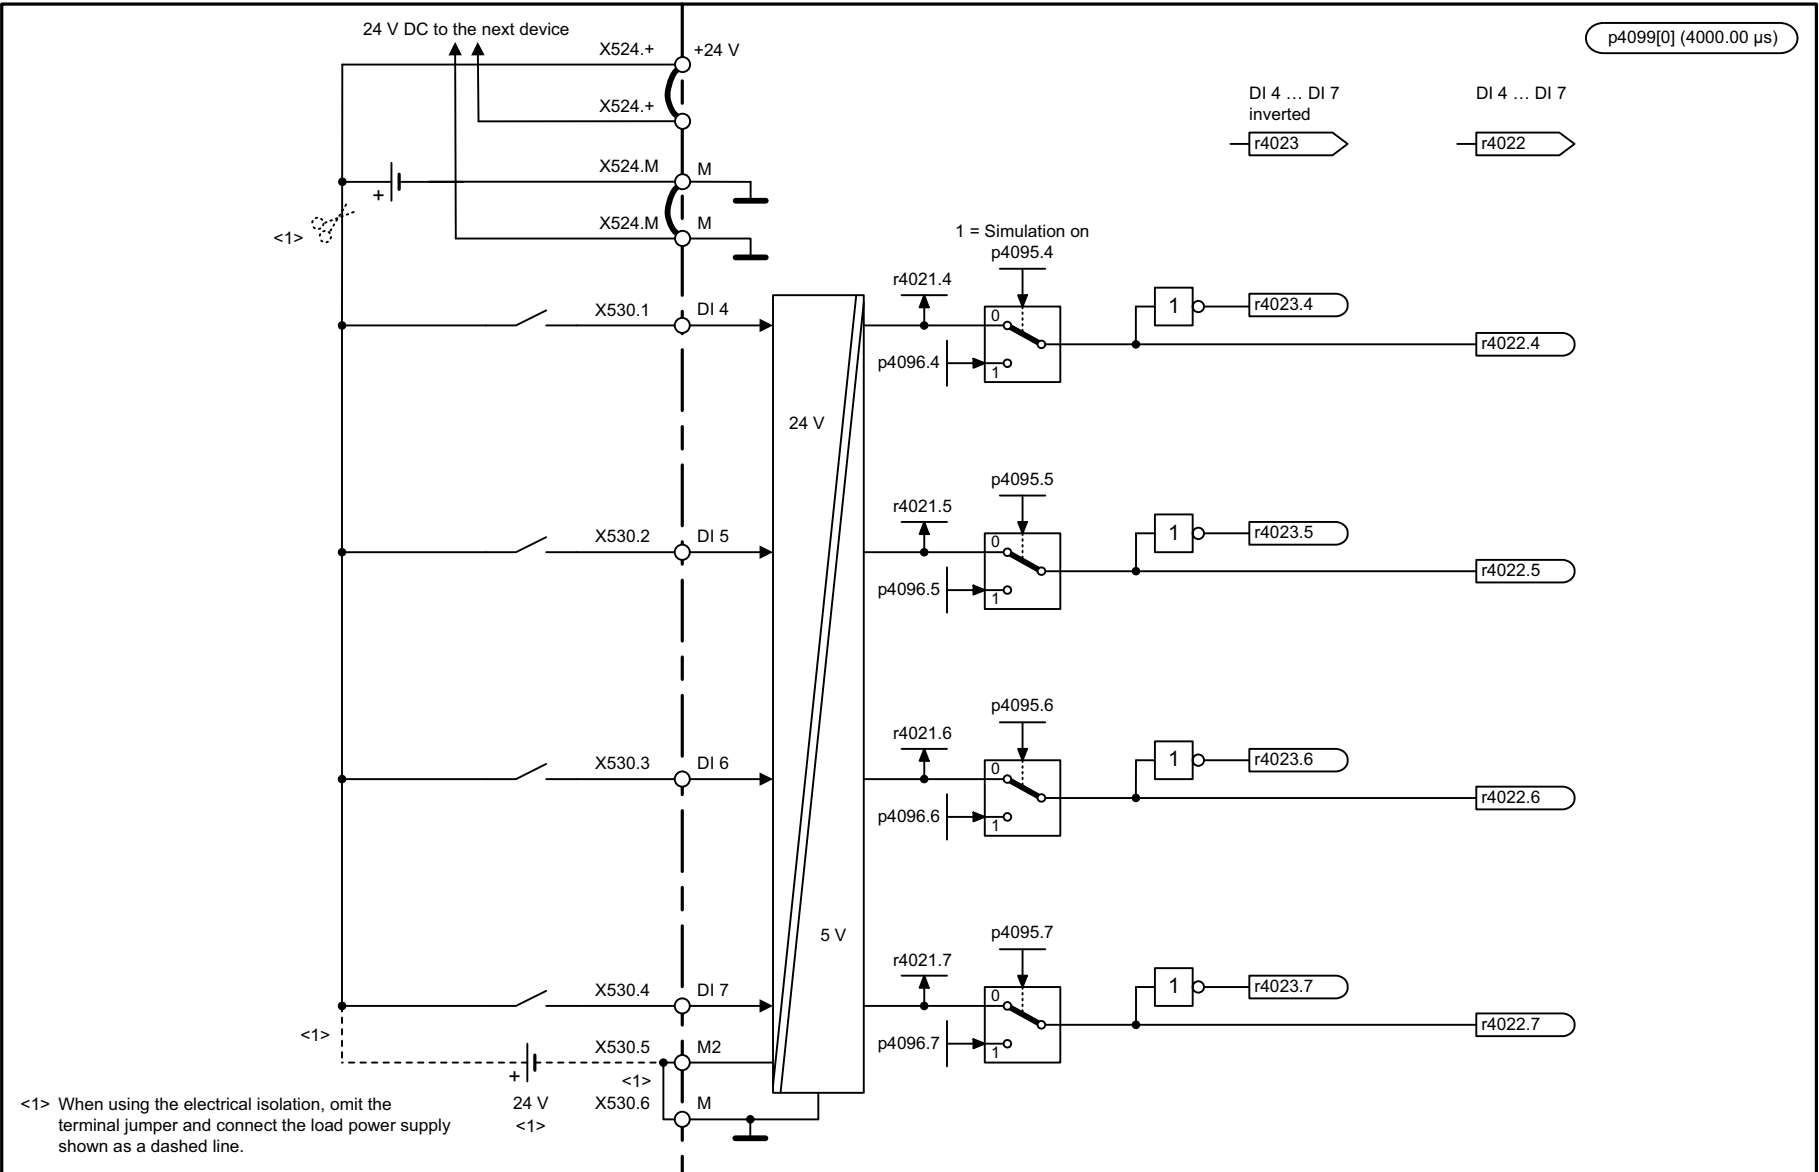 24 V DC to the next device
X524.+
+24 V
p4099[0] (4000.00 µs)
X524.+
DI 4 … DI 7
inverted
r4023
DI 4 … DI 7
r4022
X524.M
M
+
X524.M
M
<1>
1 = Simulation on
p4095.4
r4021.4
X530.1
DI 4
0
1
r4023.4
r4022.4
p4096.4
1
24 V
p4095.5
r4021.5
X530.2
DI 5
0
1
r4023.5
r4022.5
p4096.5
1
p4095.6
r4021.6
X530.3
DI 6
0
1
r4023.6
r4022.6
p4096.6
1
5 V
p4095.7
r4021.7
X530.4
DI 7
0
1
r4023.7
r4022.7
p4096.7
1
<1>
X530.5
M2
+
<1>
24 V
<1>
X530.6
M
<1> When using the electrical isolation, omit the
terminal jumper and connect the load power supply
shown as a dashed line.